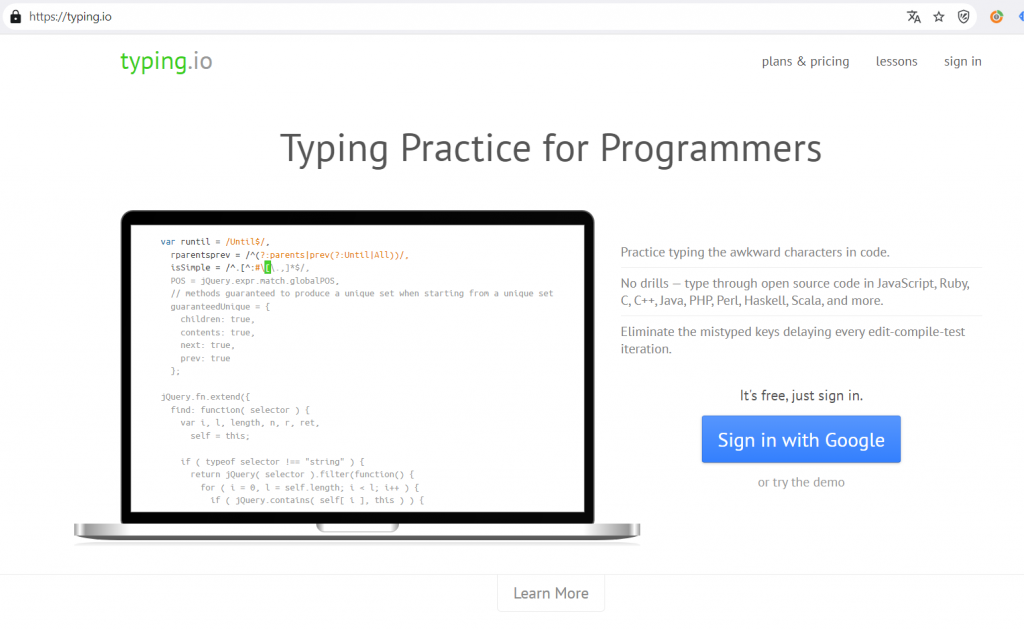 https://typing.io
typing.io
plans & pricing
lessons
sign in
Typing Practice for Programmers
var runtil = /Until$/,
rparentsprev = /^(?:parents|prev(?:Until|All))/,
isSimple = /^.[^:#\[\.,]*$/,
POS = jQuery.expr.match.globalPOS,
// methods guaranteed to produce a unique set when starting from a unique set
guaranteedUnique = {
children: true,
contents: true,
next: true,
prev: true
};
jQuery.fn.extend({
find: function( selector ) {
var i, l, length, n, r, ret,
self = this;
if ( typeof selector !== "string" ) {
return jQuery( selector ).filter(function() {
for ( i = 0, l = self.length; i < l; i++ ) {
if ( jQuery.contains( self[ i ], this ) ) {
Practice typing the awkward characters in code.
No drills — type through open source code in JavaScript, Ruby,
C, C++, Java, PHP, Perl, Haskell, Scala, and more.
Eliminate the mistyped keys delaying every edit-compile-test
iteration.
It's free, just sign in.
Sign in with Google
or try the demo
Learn More